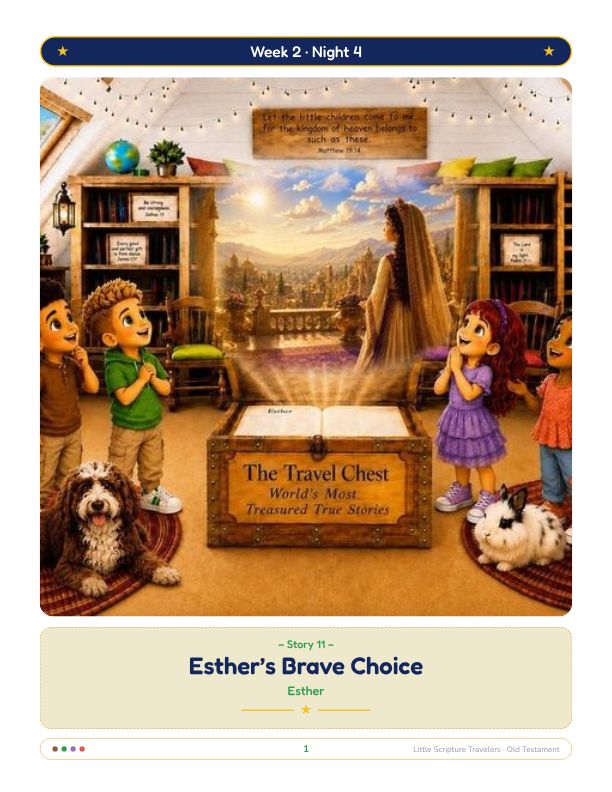 Week 2 · Night 4
Let the little children come to me,
for the kingdom of heaven belongs to
such as these.
Matthew 19:14
Be strong
and courageous.
Joshua 1:9
Every good
and perfect gift
is from above.
James 1:17
The Lord
is my light.
Psalm 27:1
Esther
The Travel Chest
World's Most
Treasured True Stories
~ Story 11 ~
Esther's Brave Choice
Esther
1
Little Scripture Travelers · Old Testament